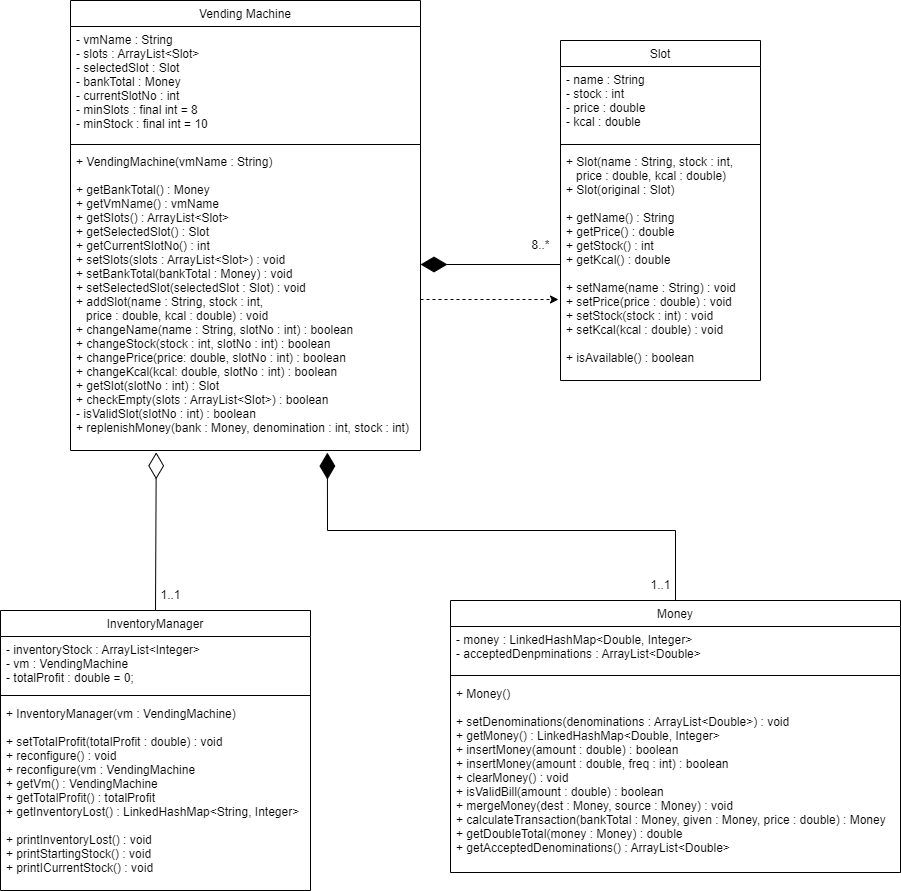 Vending Machine
- vmName : String
- slots : ArrayList<Slot>
- selectedSlot : Slot
- bankTotal : Money
- currentSlotNo : int
- minSlots : final int = 8
- minStock : final int = 10
+ VendingMachine(vmName : String)
+ getBankTotal() : Money
+ getVmName() : vmName
+ getSlots() : ArrayList<Slot>
+ getSelectedSlot() : Slot
+ getCurrentSlotNo() : int
+ setSlots(slots : ArrayList<Slot>) : void
+ setBankTotal(bankTotal : Money) : void
+ setSelectedSlot(selectedSlot : Slot) : void
+ addSlot(name : String, stock : int,
price : double, kcal : double) : void
+ changeName(name : String, slotNo : int) : boolean
+ changeStock(stock : int, slotNo : int) : boolean
+ changePrice(price: double, slotNo : int) : boolean
+ changeKcal(kcal: double, slotNo : int) : boolean
+ getSlot(slotNo : int) : Slot
+ checkEmpty(slots : ArrayList<Slot>) : boolean
- isValidSlot(slotNo : int) : boolean
+ replenishMoney(bank : Money, denomination : int, stock : int)
8..*
Slot
- name : String
- stock : int
- price : double
- kcal : double
+ Slot(name : String, stock : int,
price : double, kcal : double)
+ Slot(original : Slot)
+ getName() : String
+ getPrice() : double
+ getStock() : int
+ getKcal() : double
+ setName(name : String) : void
+ setPrice(price : double) : void
+ setStock(stock : int) : void
+ setKcal(kcal : double) : void
+ isAvailable() : boolean
1..1
InventoryManager
- inventoryStock : ArrayList<Integer>
- vm : VendingMachine
- totalProfit : double = 0;
+ InventoryManager(vm : VendingMachine)
+ setTotalProfit(totalProfit : double) : void
+ reconfigure() : void
+ reconfigure(vm : VendingMachine
+ getVm() : VendingMachine
+ getTotalProfit() : totalProfit
+ getInventoryLost() : LinkedHashMap<String, Integer>
+ printInventoryLost() : void
+ printStartingStock() : void
+ printICurrentStock() : void
1..1
Money
- money : LinkedHashMap<Double, Integer>
- acceptedDenpminations : ArrayList<Double>
+ Money()
+ setDenominations(denominations : ArrayList<Double>) : void
+ getMoney() : LinkedHashMap<Double, Integer>
+ insertMoney(amount : double) : boolean
+ insertMoney(amount : double, freq : int) : boolean
+ clearMoney() : void
+ isValidBill(amount : double) : boolean
+ mergeMoney(dest : Money, source : Money) : void
+ calculateTransaction(bankTotal : Money, given : Money, price : double) : Money
+ getDoubleTotal(money : Money) : double
+ getAcceptedDenominations() : ArrayList<Double>